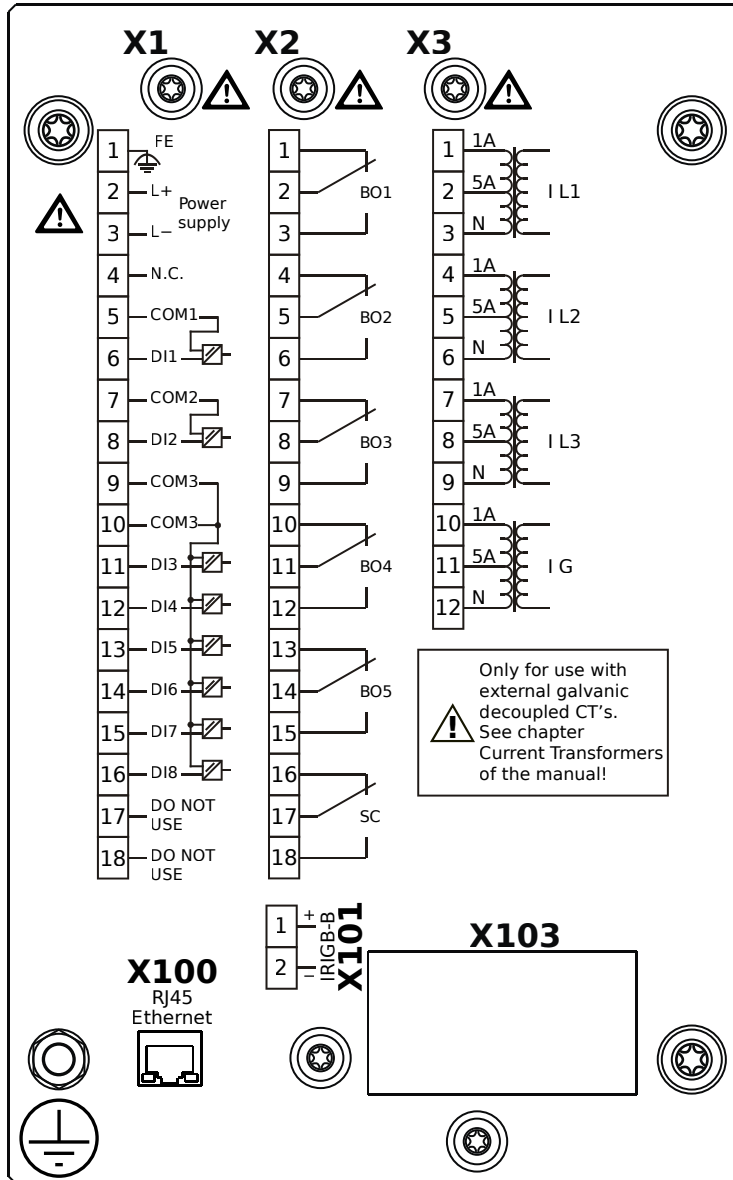 X1
X2
X3
1
FE
2
L+
3
L−
Power
supply
4
N.C.
5
COM1
6
DI1
7
COM2
8
DI2
9
COM3
10
COM3
11
DI3
12
DI4
13
DI5
14
DI6
15
DI7
16
DI8
17
DO NOT
USE
18
DO NOT
USE
1
2
BO1
3
4
5
BO2
6
7
8
BO3
9
10
11
BO4
12
13
14
BO5
15
16
17
SC
18
1
1A
2
5A
I L1
3
N
4
1A
5
5A
I L2
6
N
7
1A
8
5A
I L3
9
N
10
1A
11
5A
I G
12
N
Only for use with
external galvanic
decoupled CT's.
See chapter
Current Transformers
of the manual!
1
+
2
−
IRIGB-B
X101
X103
X100
RJ45
Ethernet